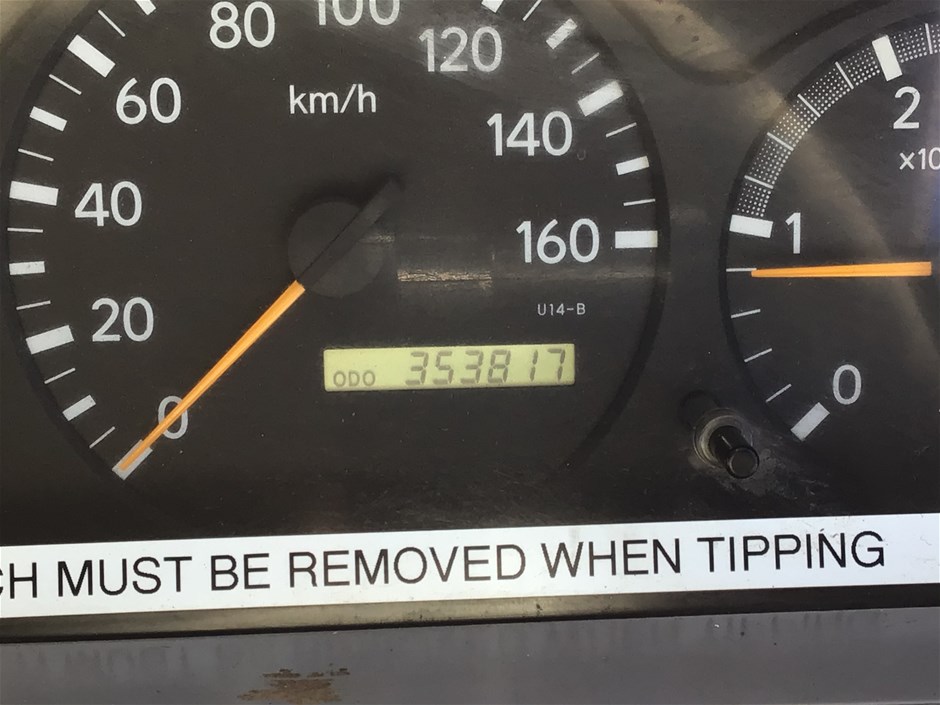 80 100 120
60 km/h
140
40
160
20
U14-B
ODO 353817
0
2
x10
1
0
CH MUST BE REMOVED WHEN TIPPING